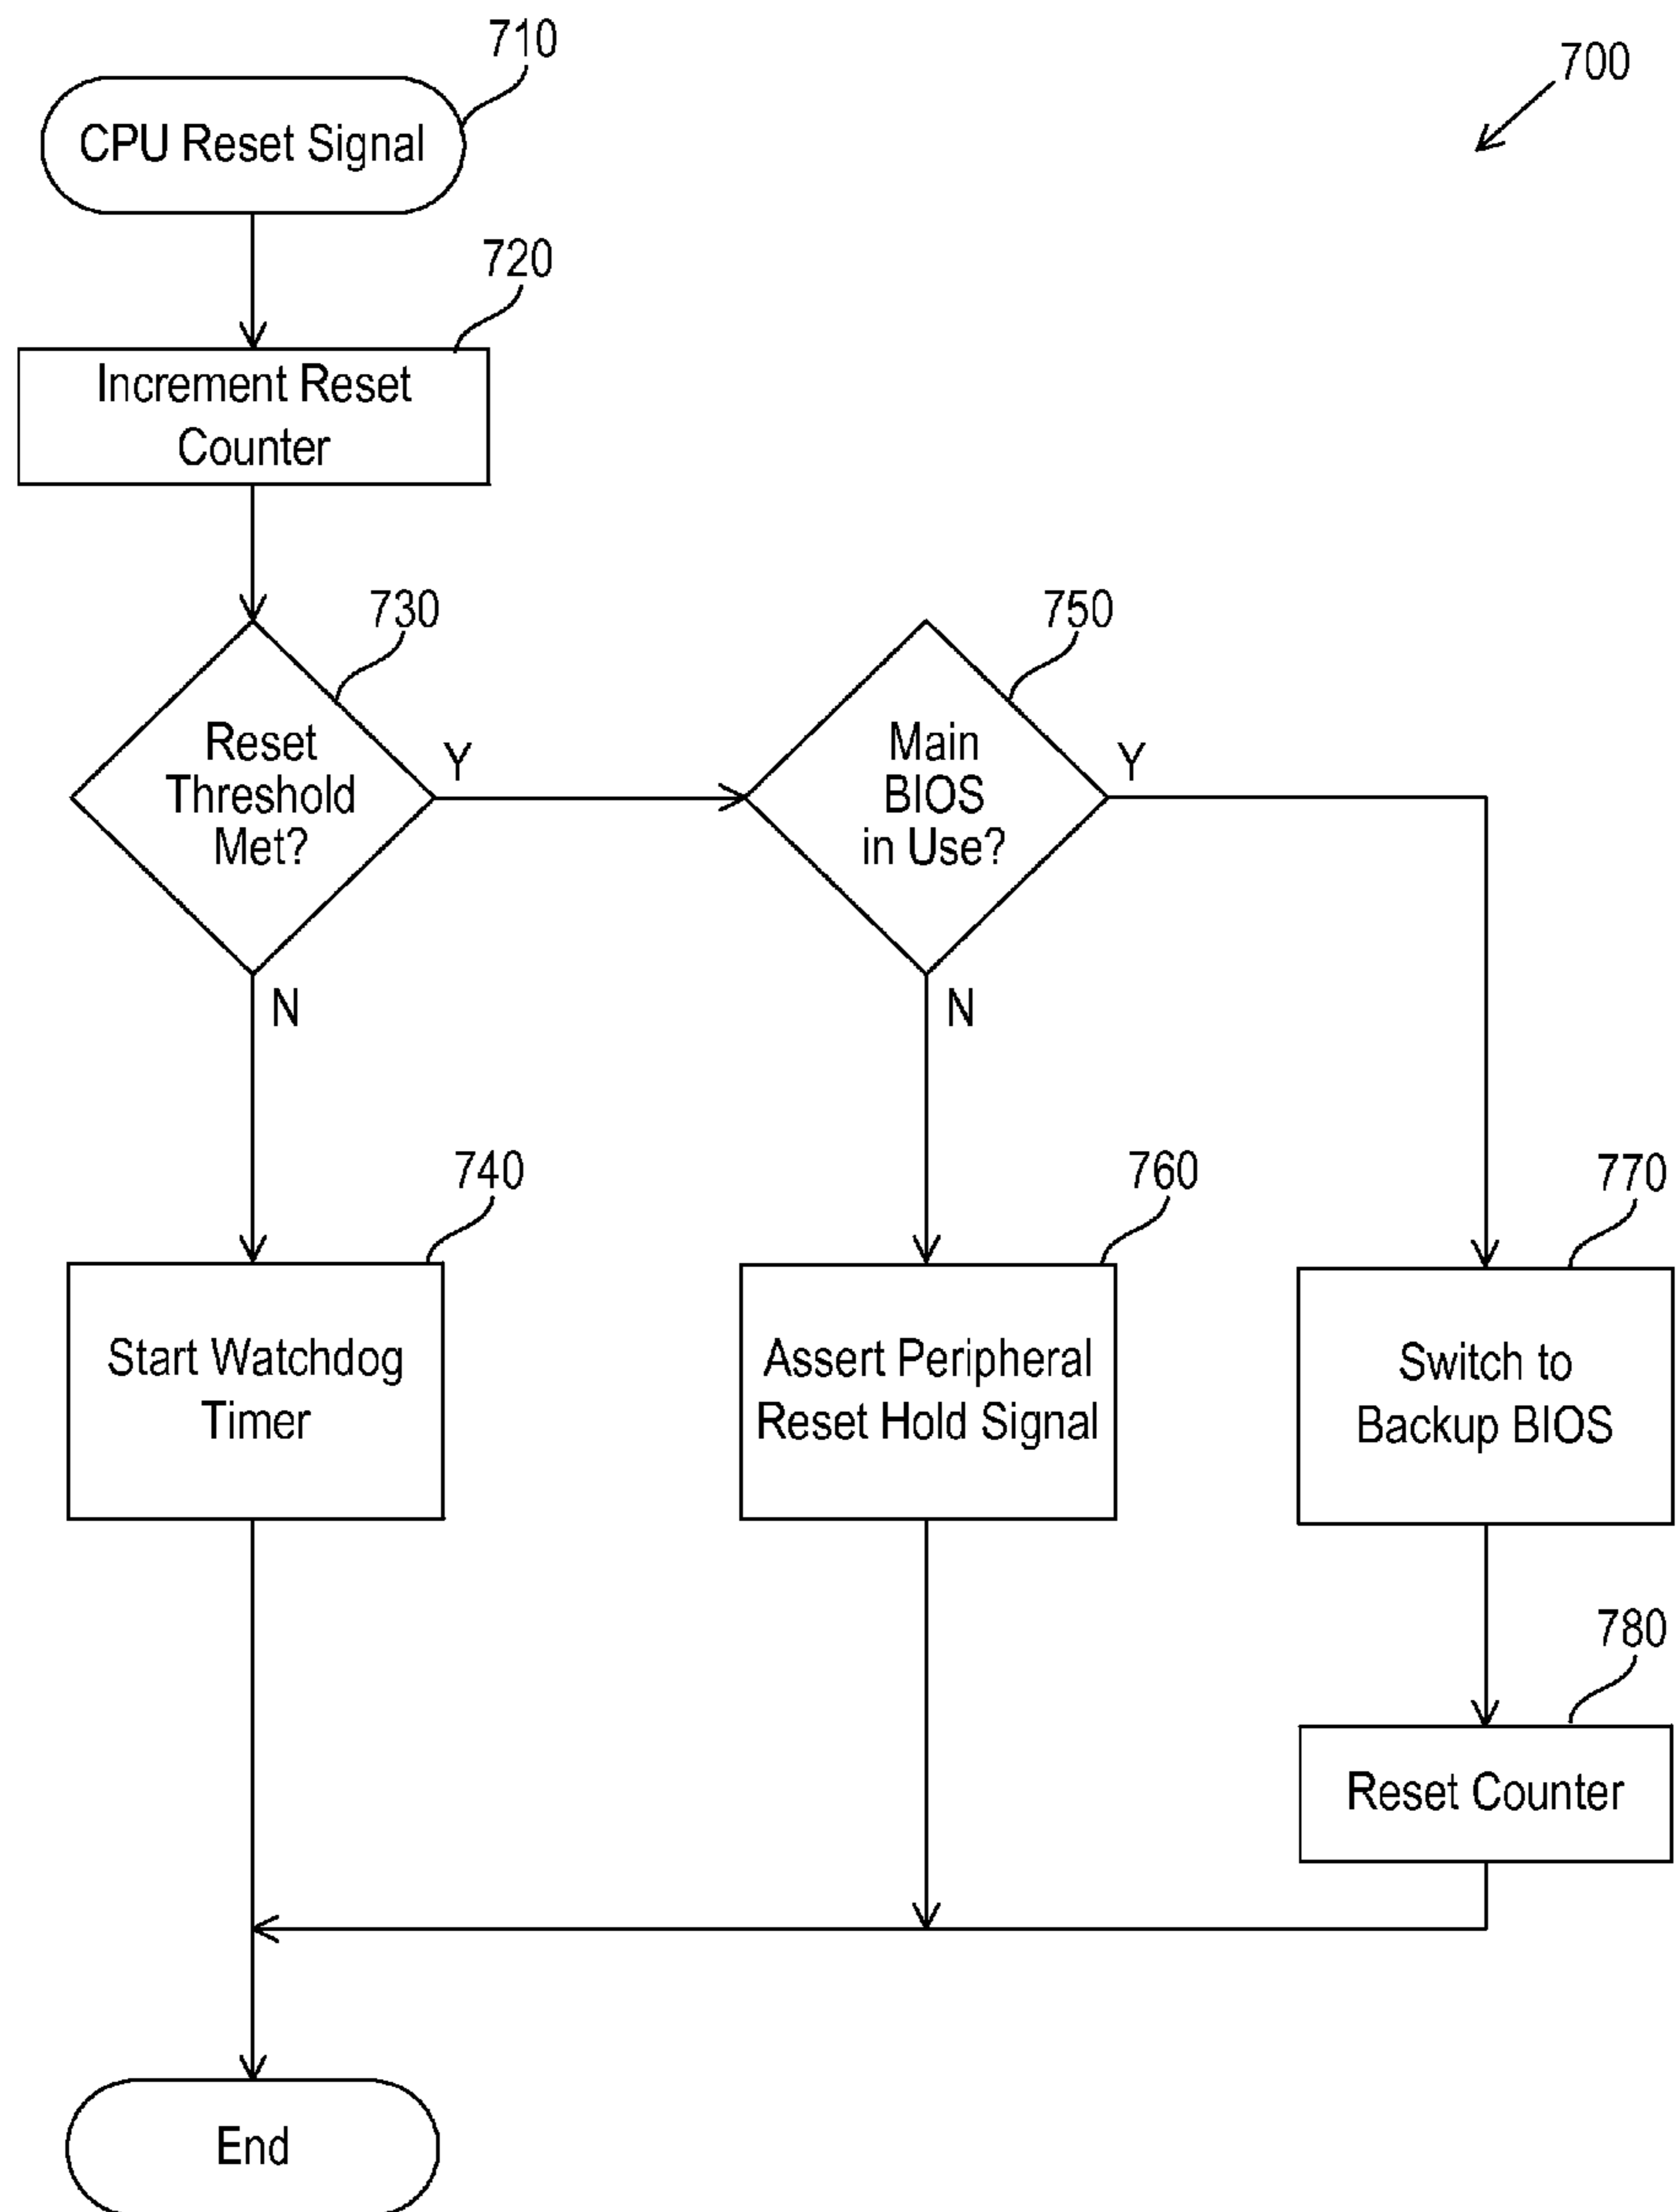 710
700
CPU Reset Signal
720
Increment Reset
Counter
730
750
Reset
Threshold
Met?
Y
Main
BIOS
in Use?
Y
N
N
740
760
770
Start Watchdog
Timer
Assert Peripheral
Reset Hold Signal
Switch to
Backup BIOS
780
Reset Counter
End